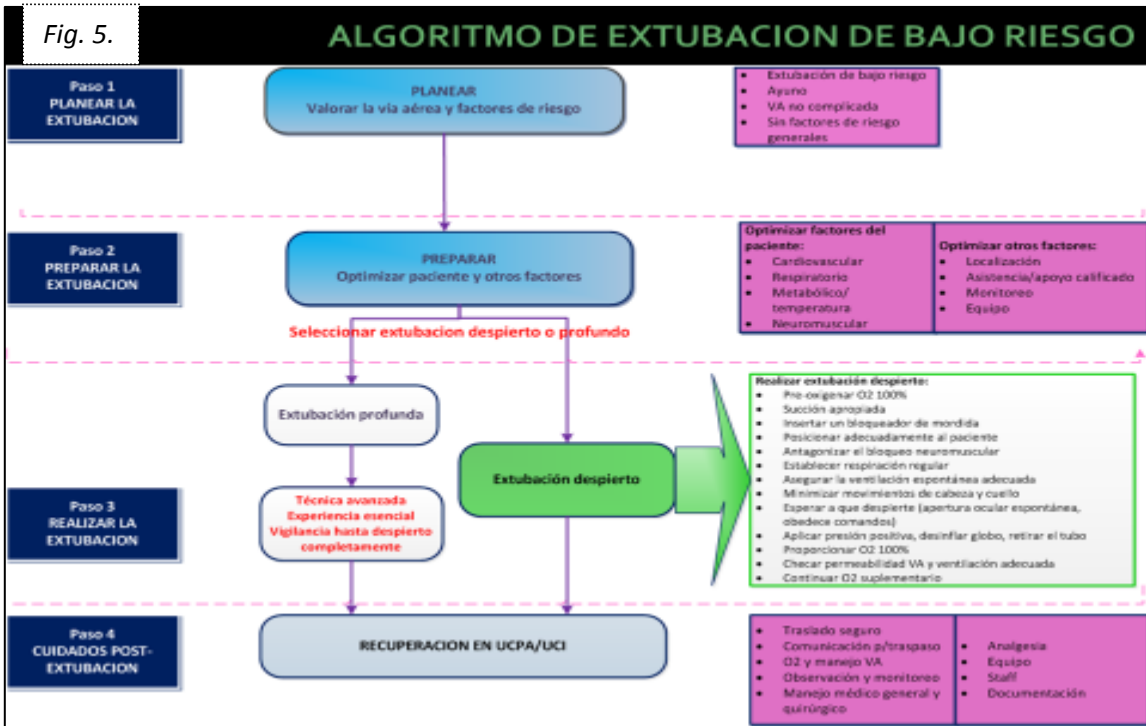 Fig. 5.
ALGORITMO DE EXTUBACION DE BAJO RIESGO
Paso 1
PLANEAR LA
EXTUBACION
PLANEAR
Valorar la via aérea y factores de riesgo
• Extubación de bajo riesgo
• Ayuno
• VA no complicada
• Sin factores de riesgo
generales
Paso 2
PREPARAR LA
EXTUBACION
PREPARAR
Optimizar paciente y otros factores
Optimizar factores del
paciente:
• Cardiovascular
• Respiratorio
• Metabólico/
temperatura
• Neuromuscular
Optimizar otros factores:
• Localización
• Asistencia/apoyo calificado
• Monitoreo
• Equipo
Seleccionar extubacion despierto o profundo
Paso 3
REALIZAR LA
EXTUBACION
Extubación profunda
Técnica avanzada
Experiencia esencial
Vigilancia hasta despierto
completamente
Extubación despierto
Realizar extubación despierto:
• Pre-oxigenar O2 100%
• Succión apropiada
• Insertar un bloqueador de mordida
• Posicionar adecuadamente al paciente
• Antagonizar el bloqueo neuromuscular
• Establecer respiración regular
• Asegurar la ventilación espontánea adecuada
• Minimizar movimientos de cabeza y cuello
• Esperar a que despierte (apertura ocular espontánea,
obedece comandos)
• Aplicar presión positiva, desinflar globo, retirar el tubo
• Proporcionar O2 100%
• Checar permeabilidad VA y ventilación adecuada
• Continuar O2 suplementario
Paso 4
CUIDADOS POST-
EXTUBACION
RECUPERACION EN UCPA/UCI
• Traslado seguro
• Comunicación p/traspaso
• O2 y manejo VA
• Observación y monitoreo
• Manejo médico general y
quirúrgico
• Analgesia
• Equipo
• Staff
• Documentación